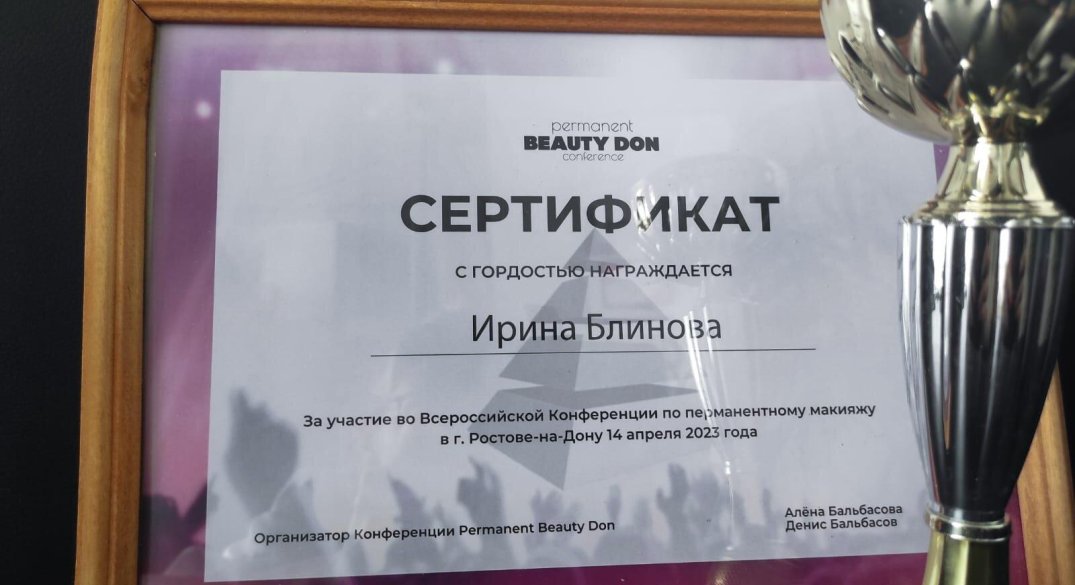 permanent
BEAUTY DON
conference
СЕРТИФИКАТ
С ГОРДОСТЬЮ НАГРАЖДАЕТСЯ
Ирина Блинова
За участие во Всероссийской Конференции по перманентному макияжу
в г. Ростове-на-Дону 14 апреля 2023 года
Организатор Конференции Permanent Beauty Don
Алёна Бальбасова
Денис Бальбасов